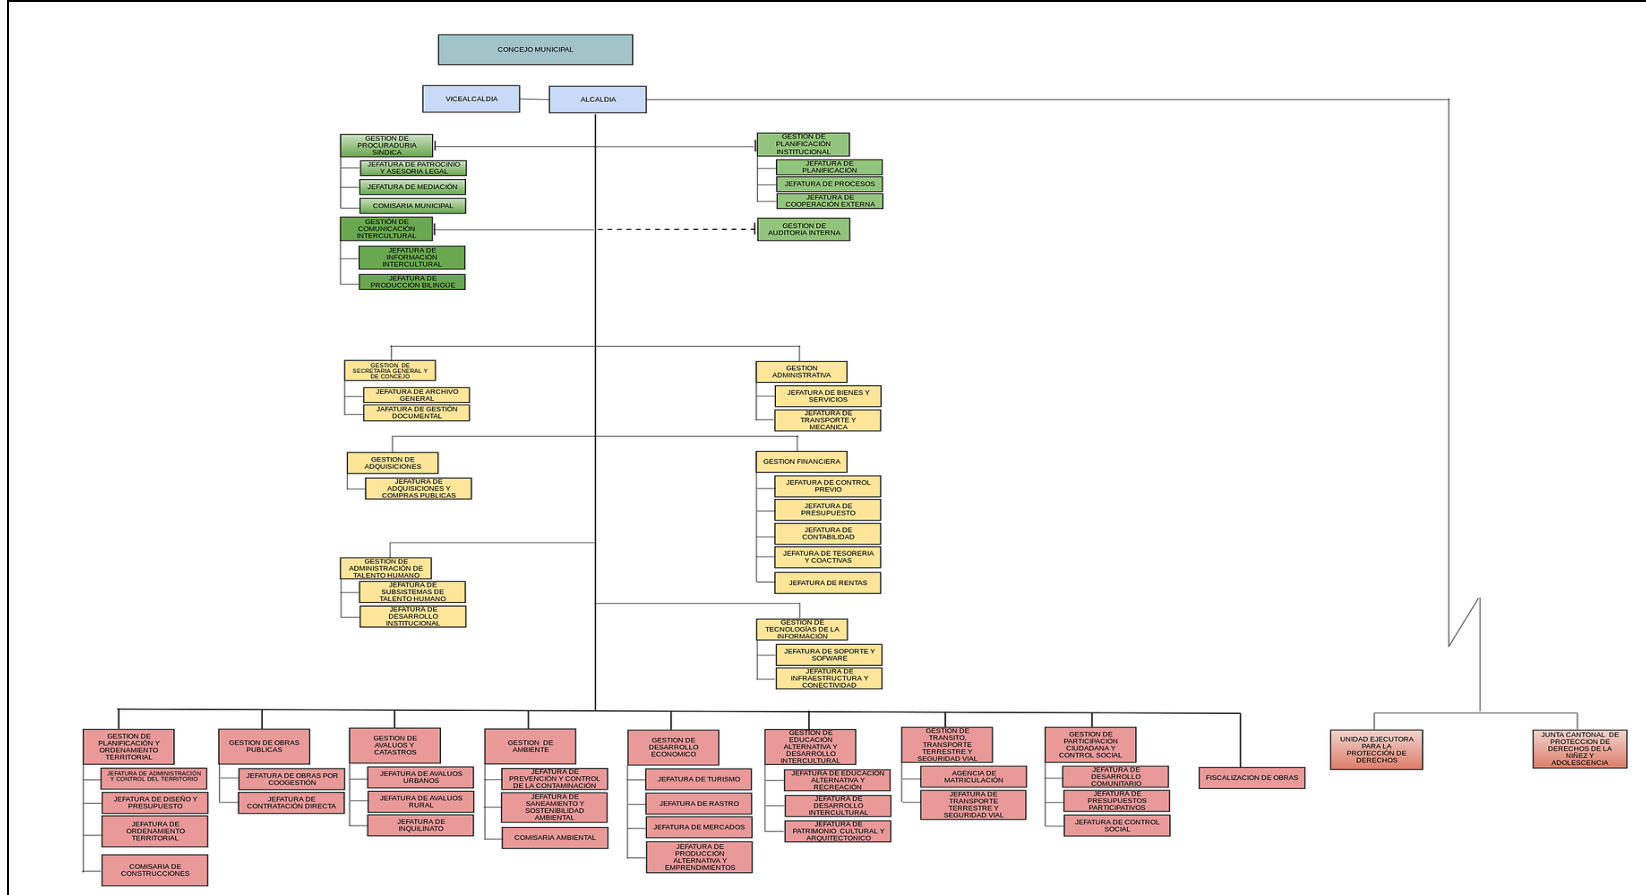 CONCEJO MUNICIPAL
VICEALCALDIA
ALCALDIA
GESTION DE
PROCURADURIA
SINDICA
JEFATURA DE PATROCINIO
Y ASESORIA LEGAL
JEFATURA DE MEDIACIÓN
COMISARIA MUNICIPAL
GESTIÓN DE
COMUNICACIÓN
INTERCULTURAL
JEFATURA DE
INFORMACIÓN
INTERCULTURAL
JEFATURA DE
PRODUCCIÓN BILINGÜE
GESTIÓN DE
PLANIFICACIÓN
INSTITUCIONAL
JEFATURA DE
PLANIFICACIÓN
JEFATURA DE PROCESOS
JEFATURA DE
COOPERACIÓN EXTERNA
GESTION DE
AUDITORIA INTERNA
GESTION DE
SECRETARIA GENERAL Y
DE CONCEJO
JEFATURA DE ARCHIVO
GENERAL
JAFATURA DE GESTIÓN
DOCUMENTAL
GESTION
ADMINISTRATIVA
JEFATURA DE BIENES Y
SERVICIOS
JEFATURA DE
TRANSPORTE Y
MECANICA
GESTION DE
ADQUISICIONES
JEFATURA DE
ADQUISICIONES Y
COMPRAS PUBLICAS
GESTION FINANCIERA
JEFATURA DE CONTROL
PREVIO
JEFATURA DE
PRESUPUESTO
JEFATURA DE
CONTABILIDAD
JEFATURA DE TESORERIA
Y COACTIVAS
JEFATURA DE RENTAS
GESTIÓN DE
ADMINISTRACIÓN DE
TALENTO HUMANO
JEFATURA DE
SUBSISTEMAS DE
TALENTO HUMANO
JEFATURA DE
DESARROLLO
INSTITUCIONAL
GESTION DE
TECNOLOGÍAS DE LA
INFORMACIÓN
JEFATURA DE SOPORTE Y
SOFWARE
JEFATURA DE
INFRAESTRUCTURA Y
CONECTIVIDAD
GESTION DE
PLANIFICACIÓN Y
ORDENAMIENTO
TERRITORIAL
JEFATURA DE ADMINISTRACIÓN
Y CONTROL DEL TERRITORIO
JEFATURA DE DISEÑO Y
PRESUPUESTO
JEFATURA DE
ORDENAMIENTO
TERRITORIAL
COMISARIA DE
CONSTRUCCIONES
GESTION DE OBRAS
PUBLICAS
JEFATURA DE OBRAS POR
COOGESTIÓN
JEFATURA DE
CONTRATACIÓN DIRECTA
GESTION DE
AVALUOS Y
CATASTROS
JEFATURA DE AVALUOS
URBANOS
JEFATURA DE AVALUOS
RURAL
JEFATURA DE
INQUILINATO
GESTIÓN DE
AMBIENTE
JEFATURA DE
PREVENCIÓN Y CONTROL
DE LA CONTAMINACIÓN
JEFATURA DE
SANEAMIENTO Y
SOSTENIBILIDAD
AMBIENTAL
COMISARIA AMBIENTAL
GESTION DE
DESARROLLO
ECONOMICO
JEFATURA DE TURISMO
JEFATURA DE RASTRO
JEFATURA DE MERCADOS
JEFATURA DE
PRODUCCIÓN
ALTERNATIVA Y
EMPRENDIMIENTOS
GESTION DE
EDUCACIÓN
ALTERNATIVA Y
DESARROLLO
INTERCULTURAL
JEFATURA DE EDUCACIÓN
ALTERNATIVA Y
RECREACIÓN
JEFATURA DE
DESARROLLO
INTERCULTURAL
JEFATURA DE
PATRIMONIO CULTURAL Y
ARQUITECTONICO
GESTION DE
TRANSITO,
TRANSPORTE
TERRESTRE Y
SEGURIDAD VIAL
AGENCIA DE
MATRICULACIÓN
JEFATURA DE
TRANSPORTE
TERRESTRE Y
SEGURIDAD VIAL
GESTION DE
PARTICIPACIÓN
CIUDADANA Y
CONTROL SOCIAL
JEFATURA DE
DESARROLLO
COMUNITARIO
JEFATURA DE
PRESUPUESTOS
PARTICIPATIVOS
JEFATURA DE CONTROL
SOCIAL
FISCALIZACION DE OBRAS
UNIDAD EJECUTORA
PARA LA
PROTECCION DE
DERECHOS
JUNTA CANTONAL DE
PROTECCION DE
DERECHOS DE LA
NIÑEZ Y
ADOLESCENCIA